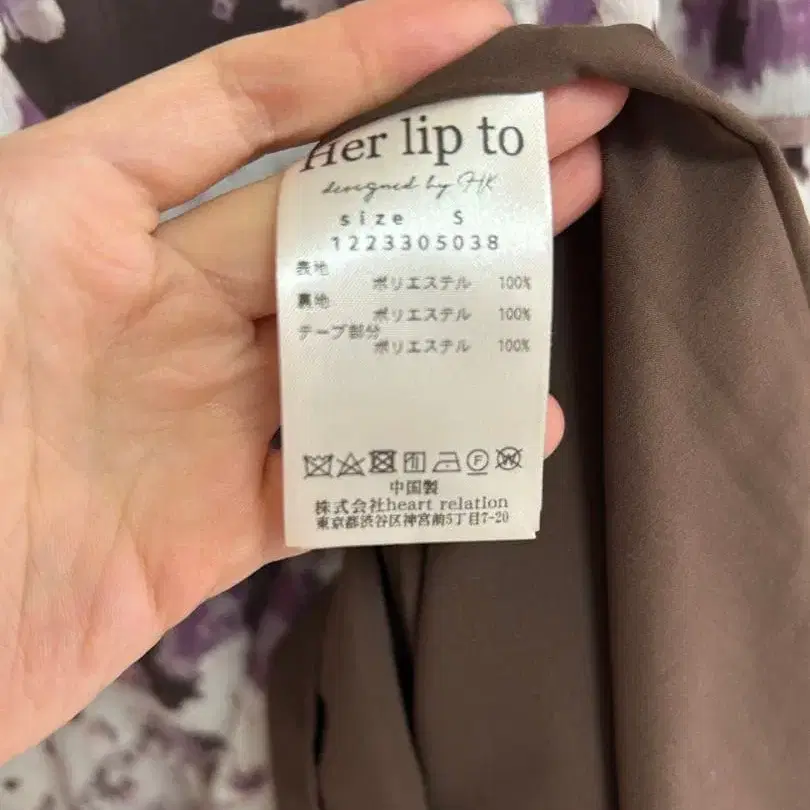 Her lip to
designed by HK
size S
1223305038
表地
ポリエステル 100%
裏地
ポリエステル 100%
テープ部分
ポリエステル 100%
F W
中国製
株式会社heart relation
東京都渋谷区神宮前5丁目7-20